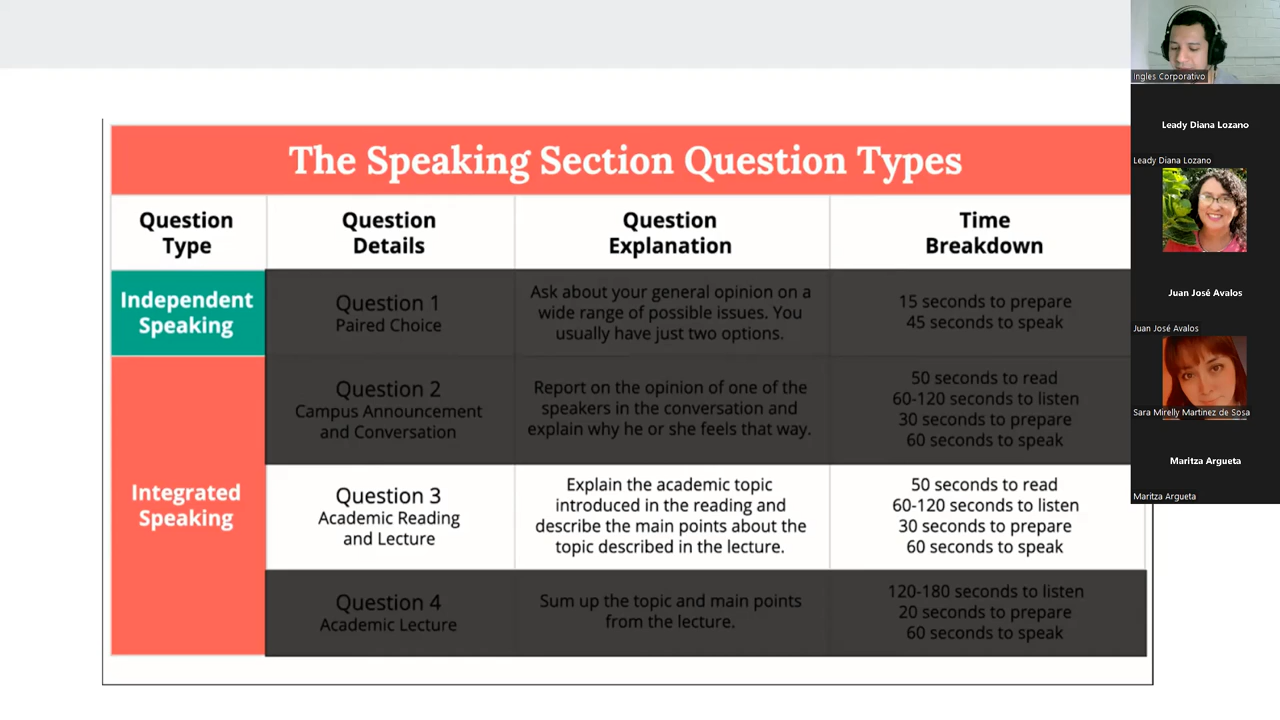 The Speaking Section Question Types
Question
Type
Question
Details
Question
Explanation
Time
Breakdown
Independent
Speaking
Question 1
Paired Choice
Ask about your general opinion on a
wide range of possible issues. You
usually have just two options.
15 seconds to prepare
45 seconds to speak
Integrated
Speaking
Question 2
Campus Announcement
and Conversation
Report on the opinion of one of the
speakers in the conversation and
explain why he or she feels that way.
50 seconds to read
60-120 seconds to listen
30 seconds to prepare
60 seconds to speak
Question 3
Academic Reading
and Lecture
Explain the academic topic
introduced in the reading and
describe the main points about the
topic described in the lecture.
50 seconds to read
60-120 seconds to listen
30 seconds to prepare
60 seconds to speak
Question 4
Academic Lecture
Sum up the topic and main points
from the lecture.
120-180 seconds to listen
20 seconds to prepare
60 seconds to speak
Ingles Corporativo
Leady Diana Lozano
Leady Diana Lozano
Juan José Avalos
Juan José Avalos
Sara Mirelly Martinez de Sosa
Maritza Argueta
Maritza Argueta